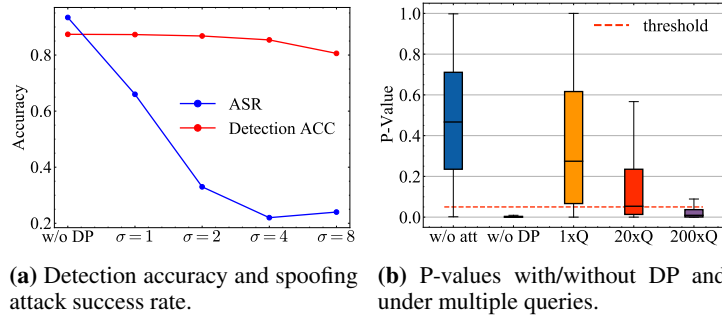 Accuracy
0.8
0.6
0.4
0.2
ASR
Detection ACC
w/o DP σ = 1 σ = 2 σ = 4 σ = 8
(a) Detection accuracy and spoofing
attack success rate.
P-Value
1.0
0.8
0.6
0.4
0.2
0.0
threshold
w/o att w/o DP 1xQ 20xQ 200xQ
(b) P-values with/without DP and
under multiple queries.